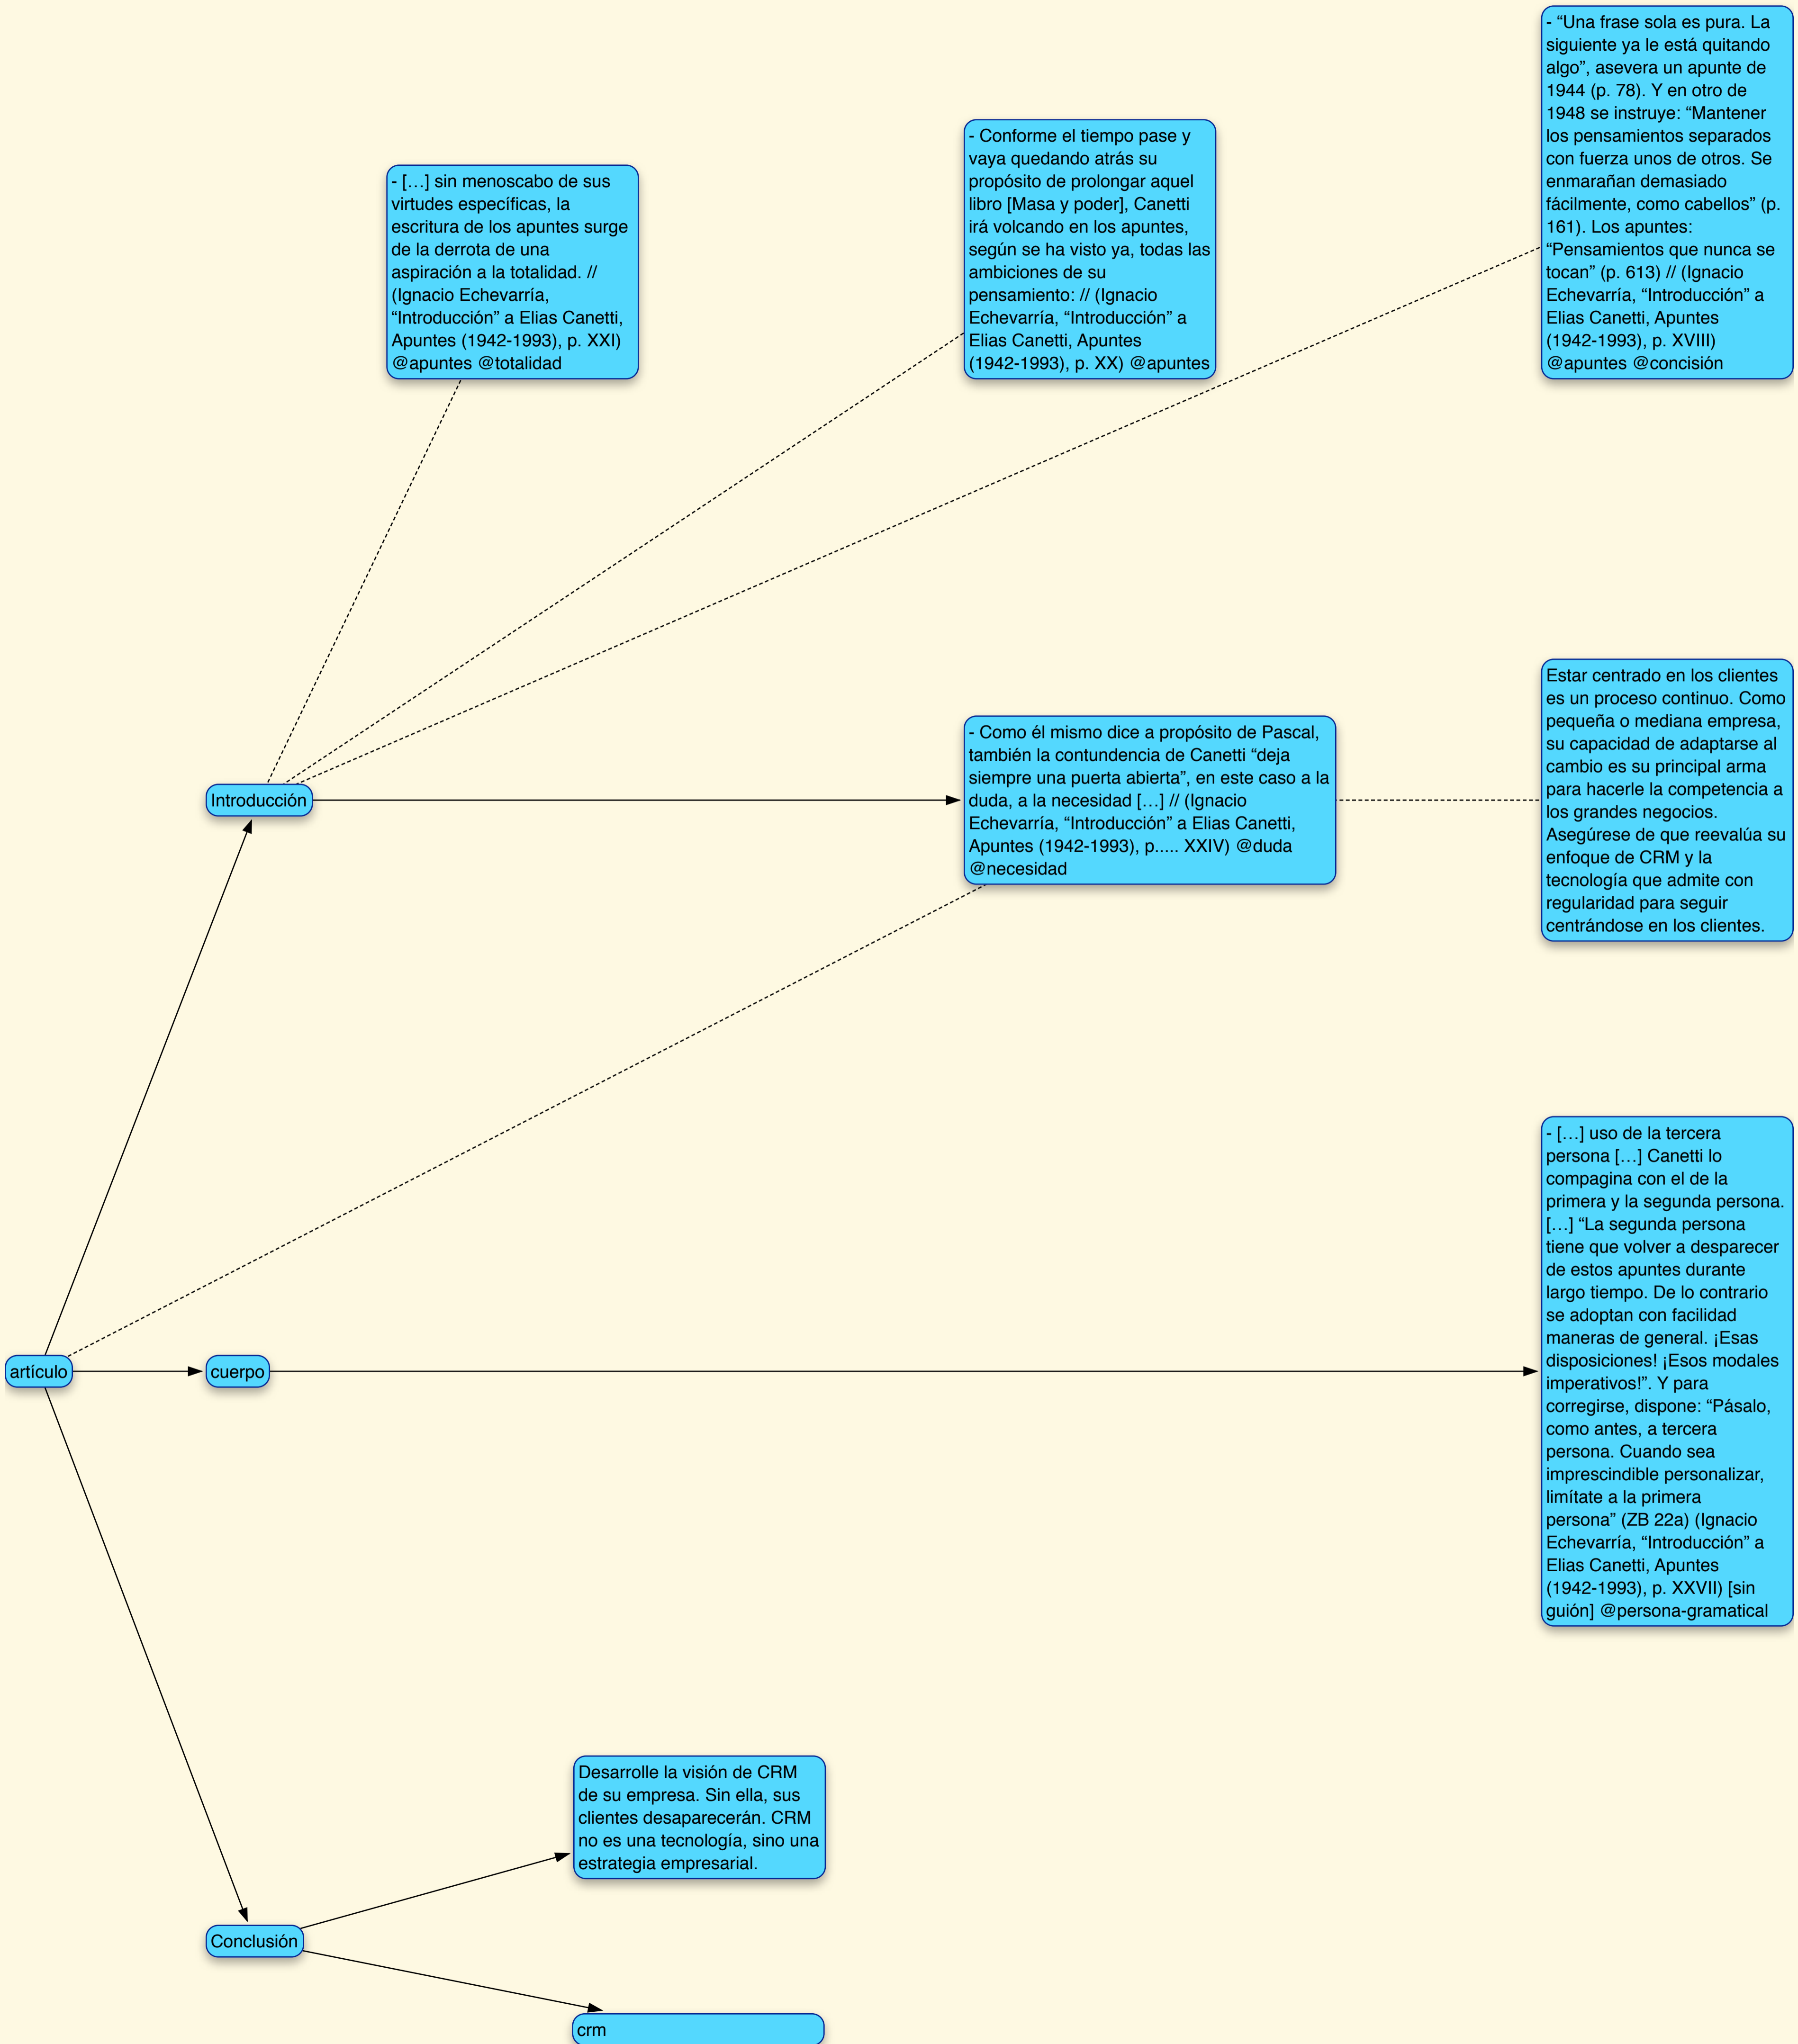 - “Una frase sola es pura. La
siguiente ya le está quitando
algo”, asevera un apunte de
1944 (p. 78). Y en otro de
1948 se instruye: “Mantener
los pensamientos separados
con fuerza unos de otros. Se
enmarañan demasiado
fácilmente, como cabellos” (p.
161). Los apuntes:
“Pensamientos que nunca se
tocan” (p. 613) // (Ignacio
Echevarría, “Introducción” a
Elias Canetti, Apuntes
(1942-1993), p. XVIII)
@apuntes @concisión
- Conforme el tiempo pase y
vaya quedando atrás su
propósito de prolongar aquel
libro [Masa y poder], Canetti
irá volcando en los apuntes,
según se ha visto ya, todas las
ambiciones de su
pensamiento: // (Ignacio
Echevarría, “Introducción” a
Elias Canetti, Apuntes
(1942-1993), p. XX) @apuntes
- […] sin menoscabo de sus
virtudes específicas, la
escritura de los apuntes surge
de la derrota de una
aspiración a la totalidad. //
(Ignacio Echevarría,
“Introducción” a Elias Canetti,
Apuntes (1942-1993), p. XXI)
@apuntes @totalidad
Introducción
- Como él mismo dice a propósito de Pascal,
también la contundencia de Canetti “deja
siempre una puerta abierta”, en este caso a la
duda, a la necesidad […] // (Ignacio
Echevarría, “Introducción” a Elias Canetti,
Apuntes (1942-1993), p..... XXIV) @duda
@necesidad
Estar centrado en los clientes
es un proceso continuo. Como
pequeña o mediana empresa,
su capacidad de adaptarse al
cambio es su principal arma
para hacerle la competencia a
los grandes negocios.
Asegúrese de que reevalúa su
enfoque de CRM y la
tecnología que admite con
regularidad para seguir
centrándose en los clientes.
artículo
cuerpo
- […] uso de la tercera
persona […] Canetti lo
compagina con el de la
primera y la segunda persona.
[…] “La segunda persona
tiene que volver a desparecer
de estos apuntes durante
largo tiempo. De lo contrario
se adoptan con facilidad
maneras de general. ¡Esas
disposiciones! ¡Esos modales
imperativos!”. Y para
corregirse, dispone: “Pásalo,
como antes, a tercera
persona. Cuando sea
imprescindible personalizar,
limítate a la primera
persona” (ZB 22a) (Ignacio
Echevarría, “Introducción” a
Elias Canetti, Apuntes
(1942-1993), p. XXVII) [sin
guión] @persona-gramatical
Desarrolle la visión de CRM
de su empresa. Sin ella, sus
clientes desaparecerán. CRM
no es una tecnología, sino una
estrategia empresarial.
Conclusión
crm